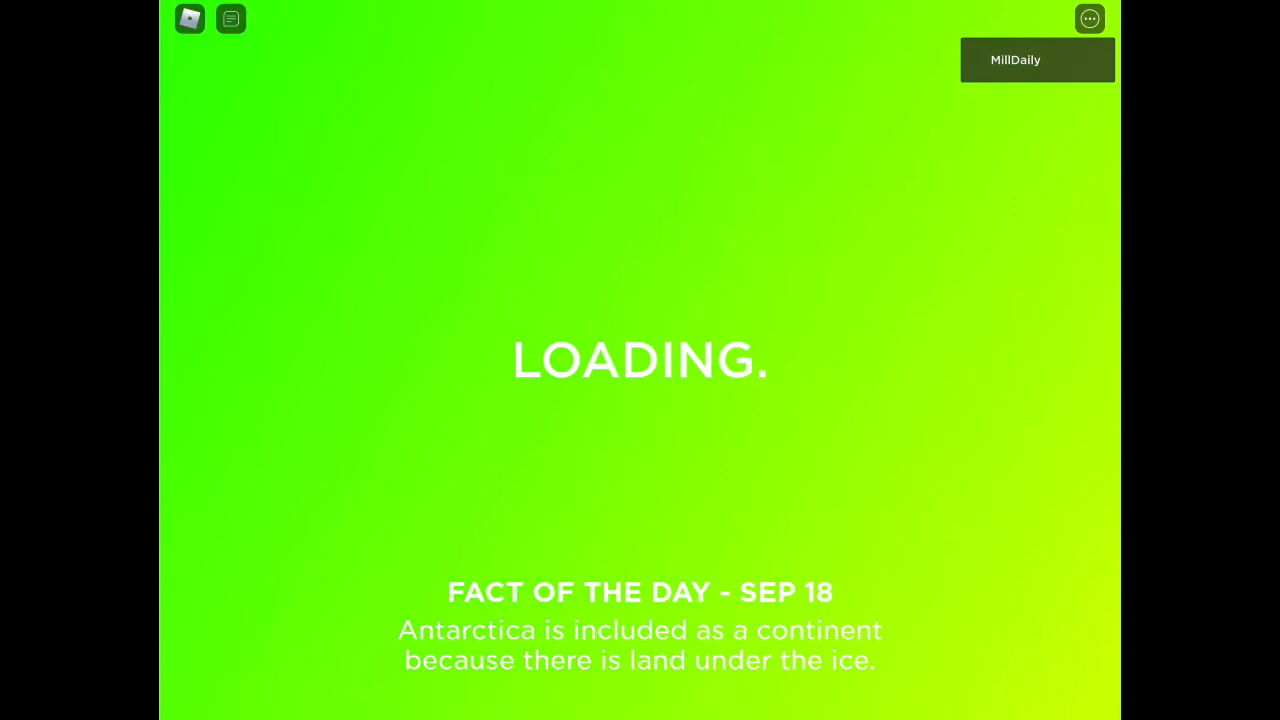 MillDaily
LOADING.
FACT OF THE DAY - SEP 18
Antarctica is included as a continent
because there is land under the ice.